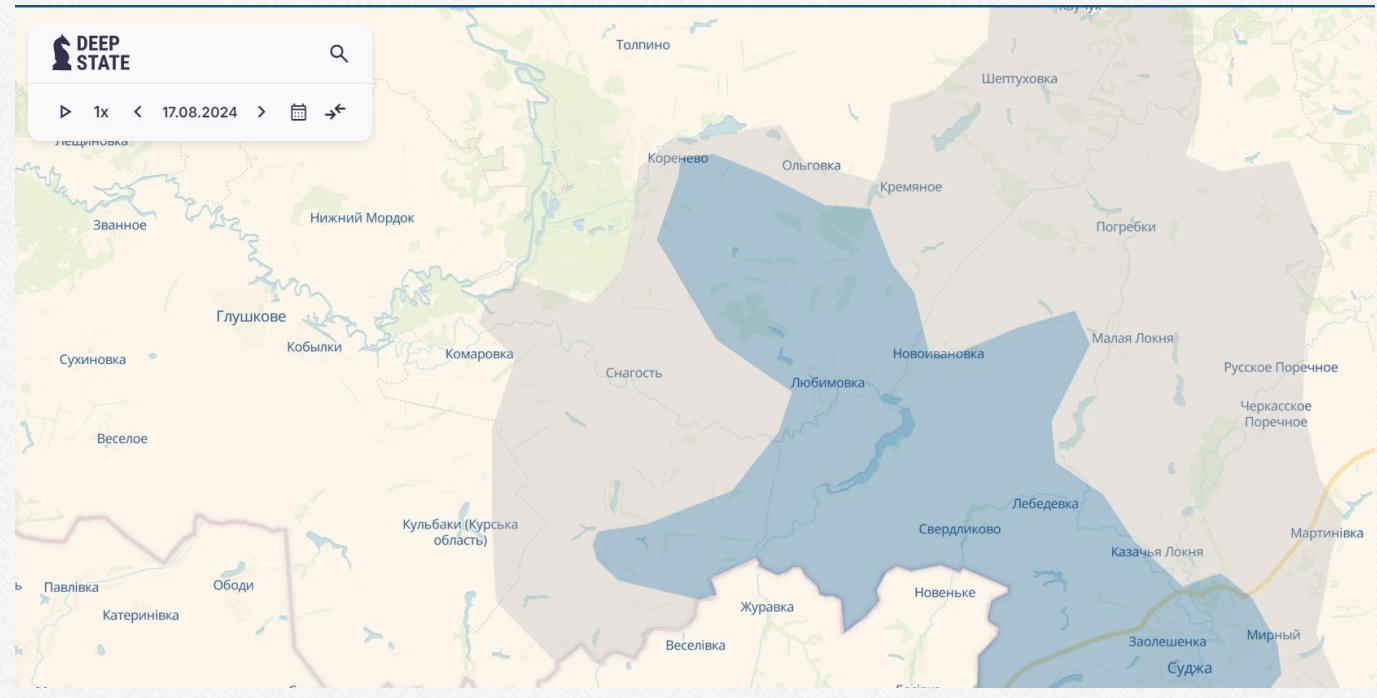 DEEP
STATE
1x
17.08.2024
Толпино
Шептуховка
Лещиновка
Коренево
Ольговка
Кремяное
Званное
Нижний Мордок
Погребки
Глушкове
Кобылки
Комаровка
Новоивановка
Малая Локня
Сухиновка
Снагость
Любимовка
Русское Поречное
Черкасское
Поречное
Веселое
Лебедевка
Кульбаки (Курська
область)
Свердликово
Мартинівка
Казачья Локня
Павлівка
Ободи
Новеньке
Катеринівка
Журавка
Веселівка
Заолешенка
Мирный
Суджа